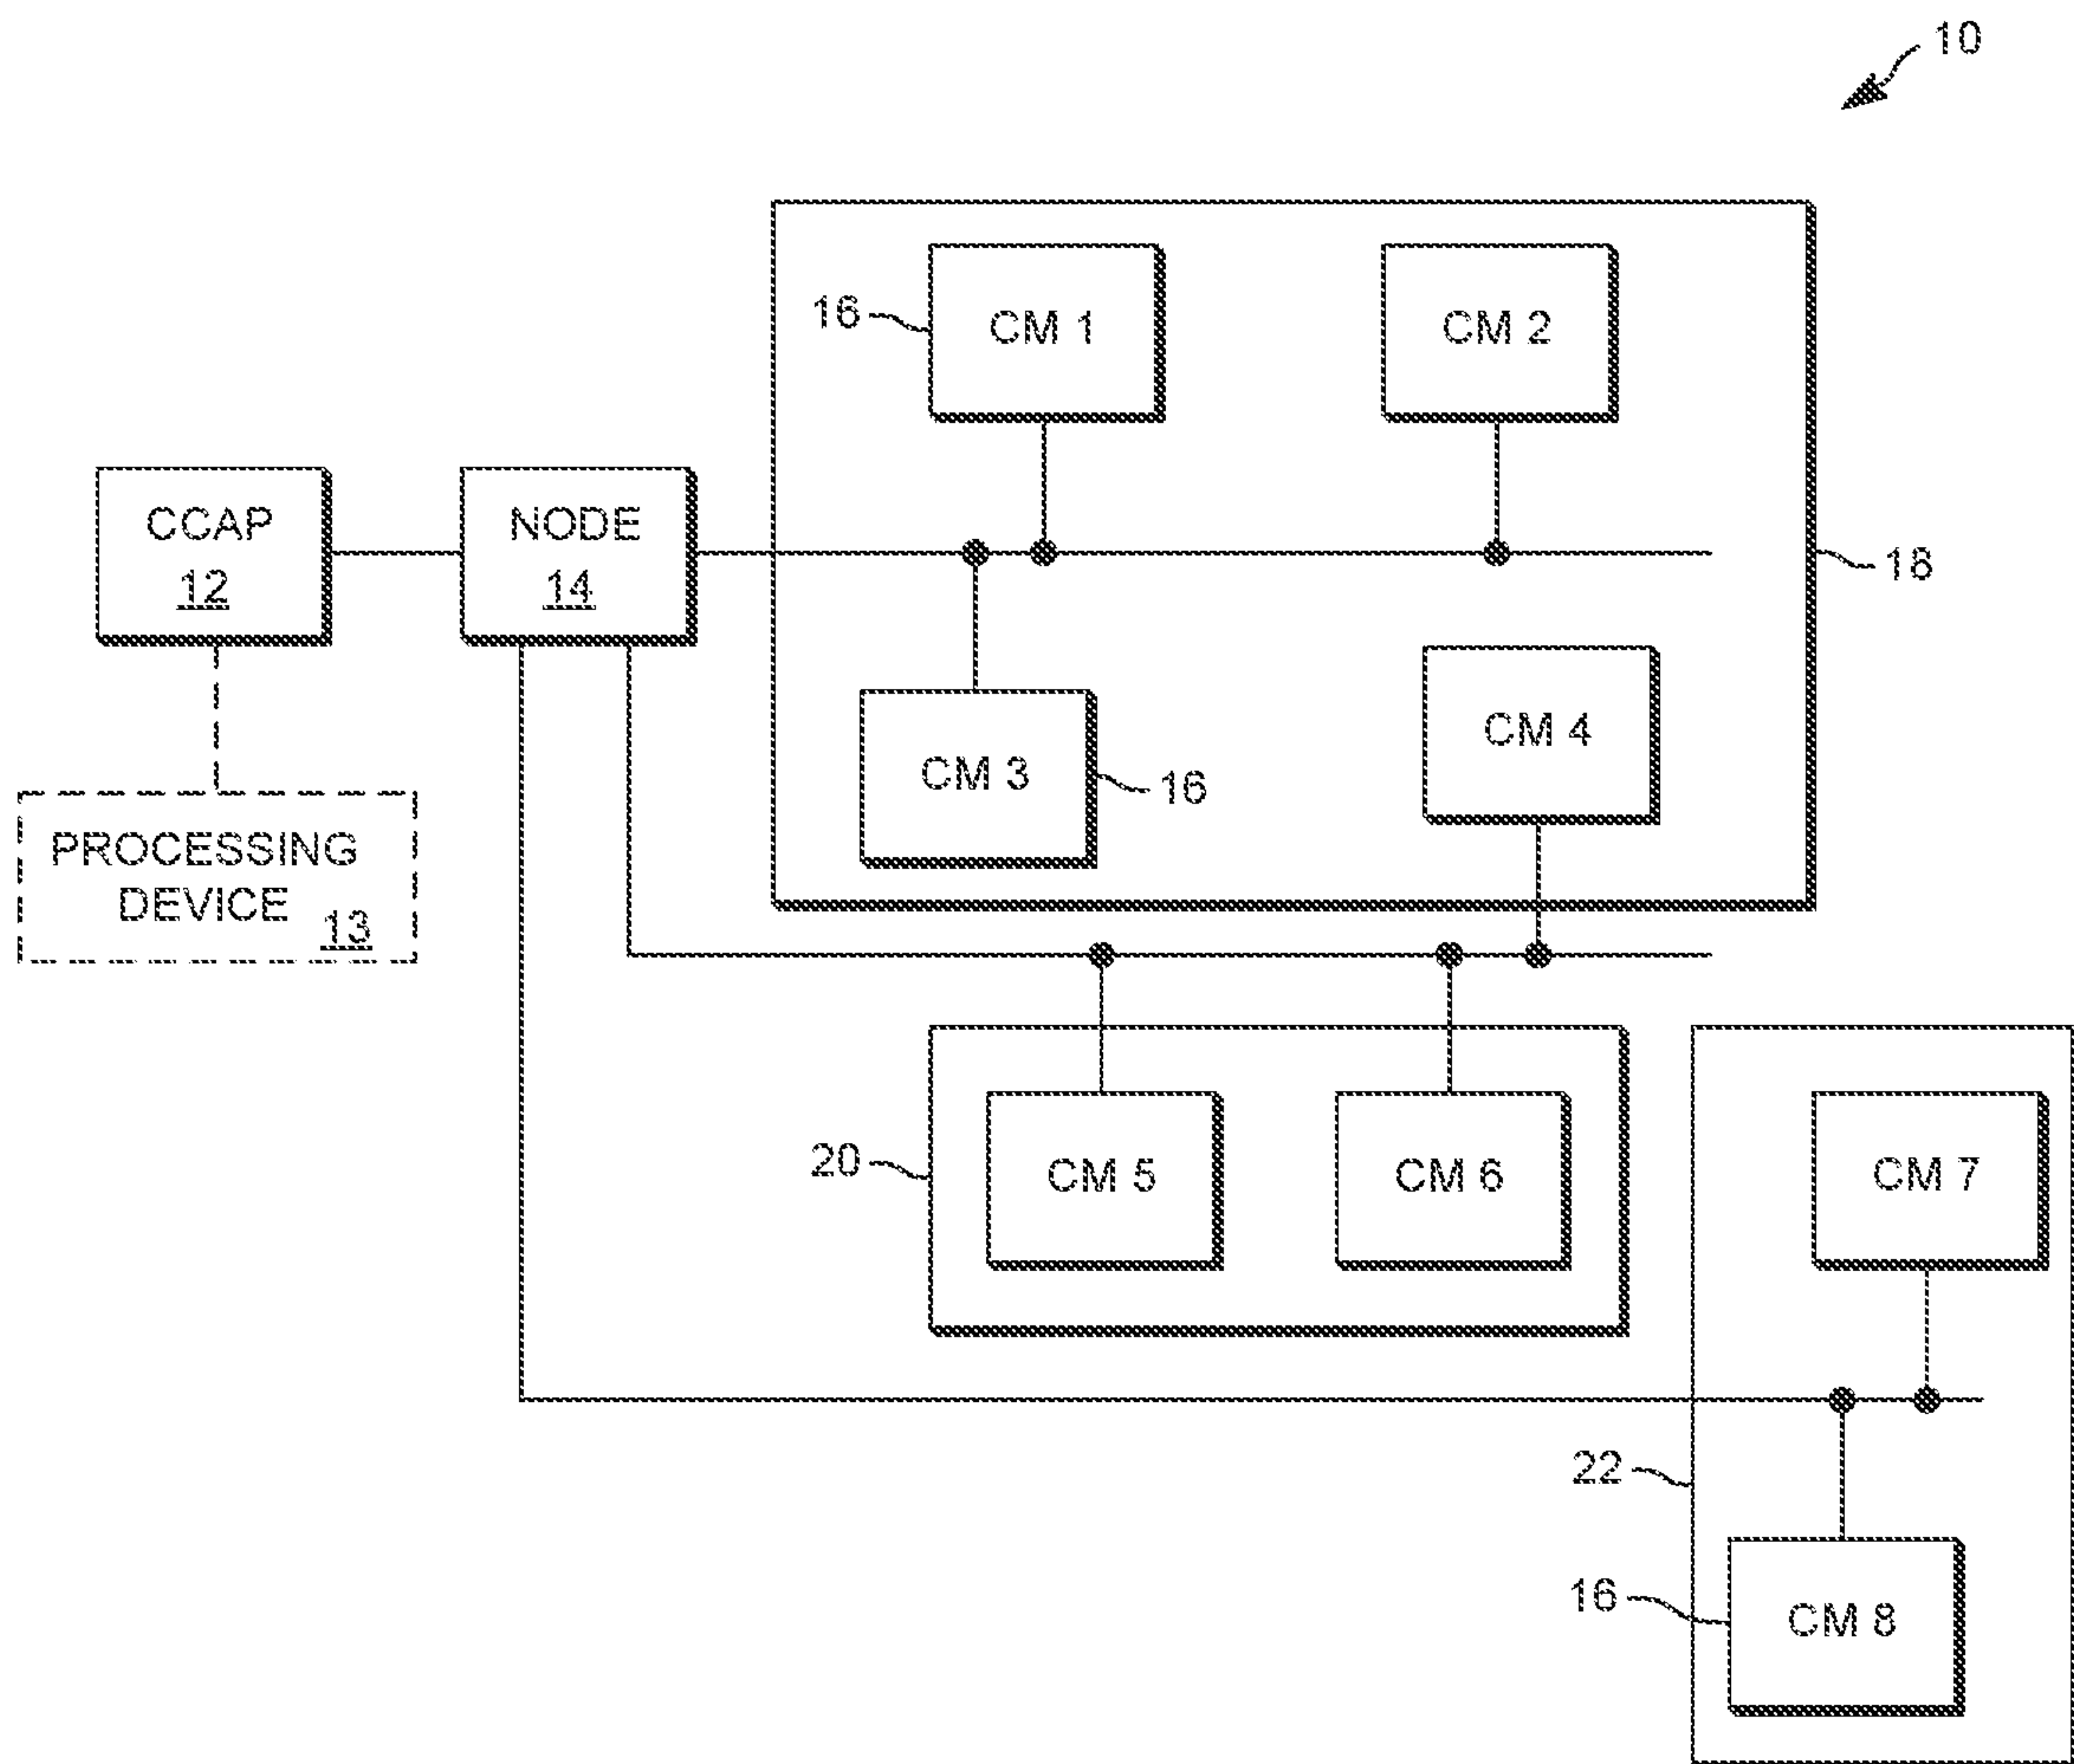 10
16
CM 1
CM 2
CCAP
12
NODE
14
18
CM 3
16
CM 4
PROCESSING
DEVICE
13
20
CM 5
CM 6
CM 7
22
16
CM 8